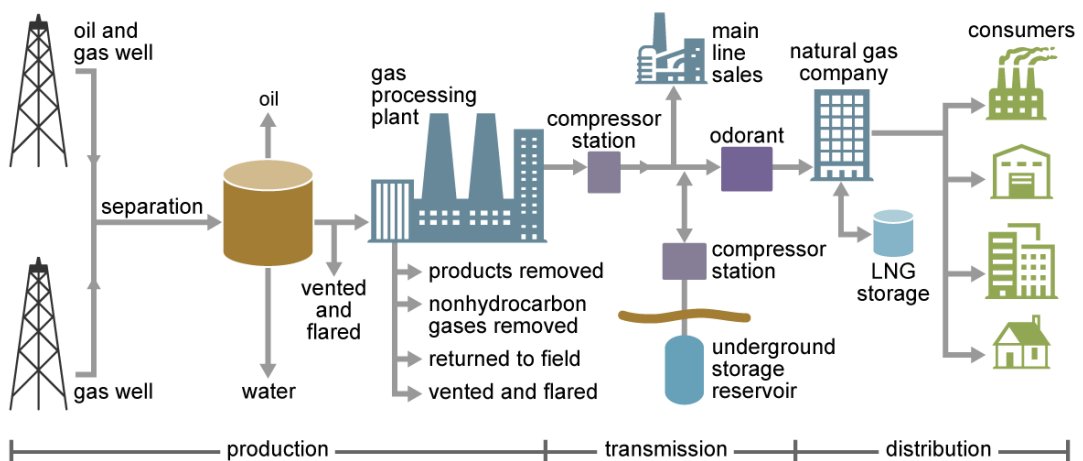 oil and
gas well
oil
separation
gas well
water
vented
and
flared
gas
processing
plant
products removed
nonhydrocarbon
gases removed
returned to field
vented and flared
compressor
station
main
line
sales
odorant
compressor
station
underground
storage
reservoir
natural gas
company
LNG
storage
consumers
production
transmission
distribution